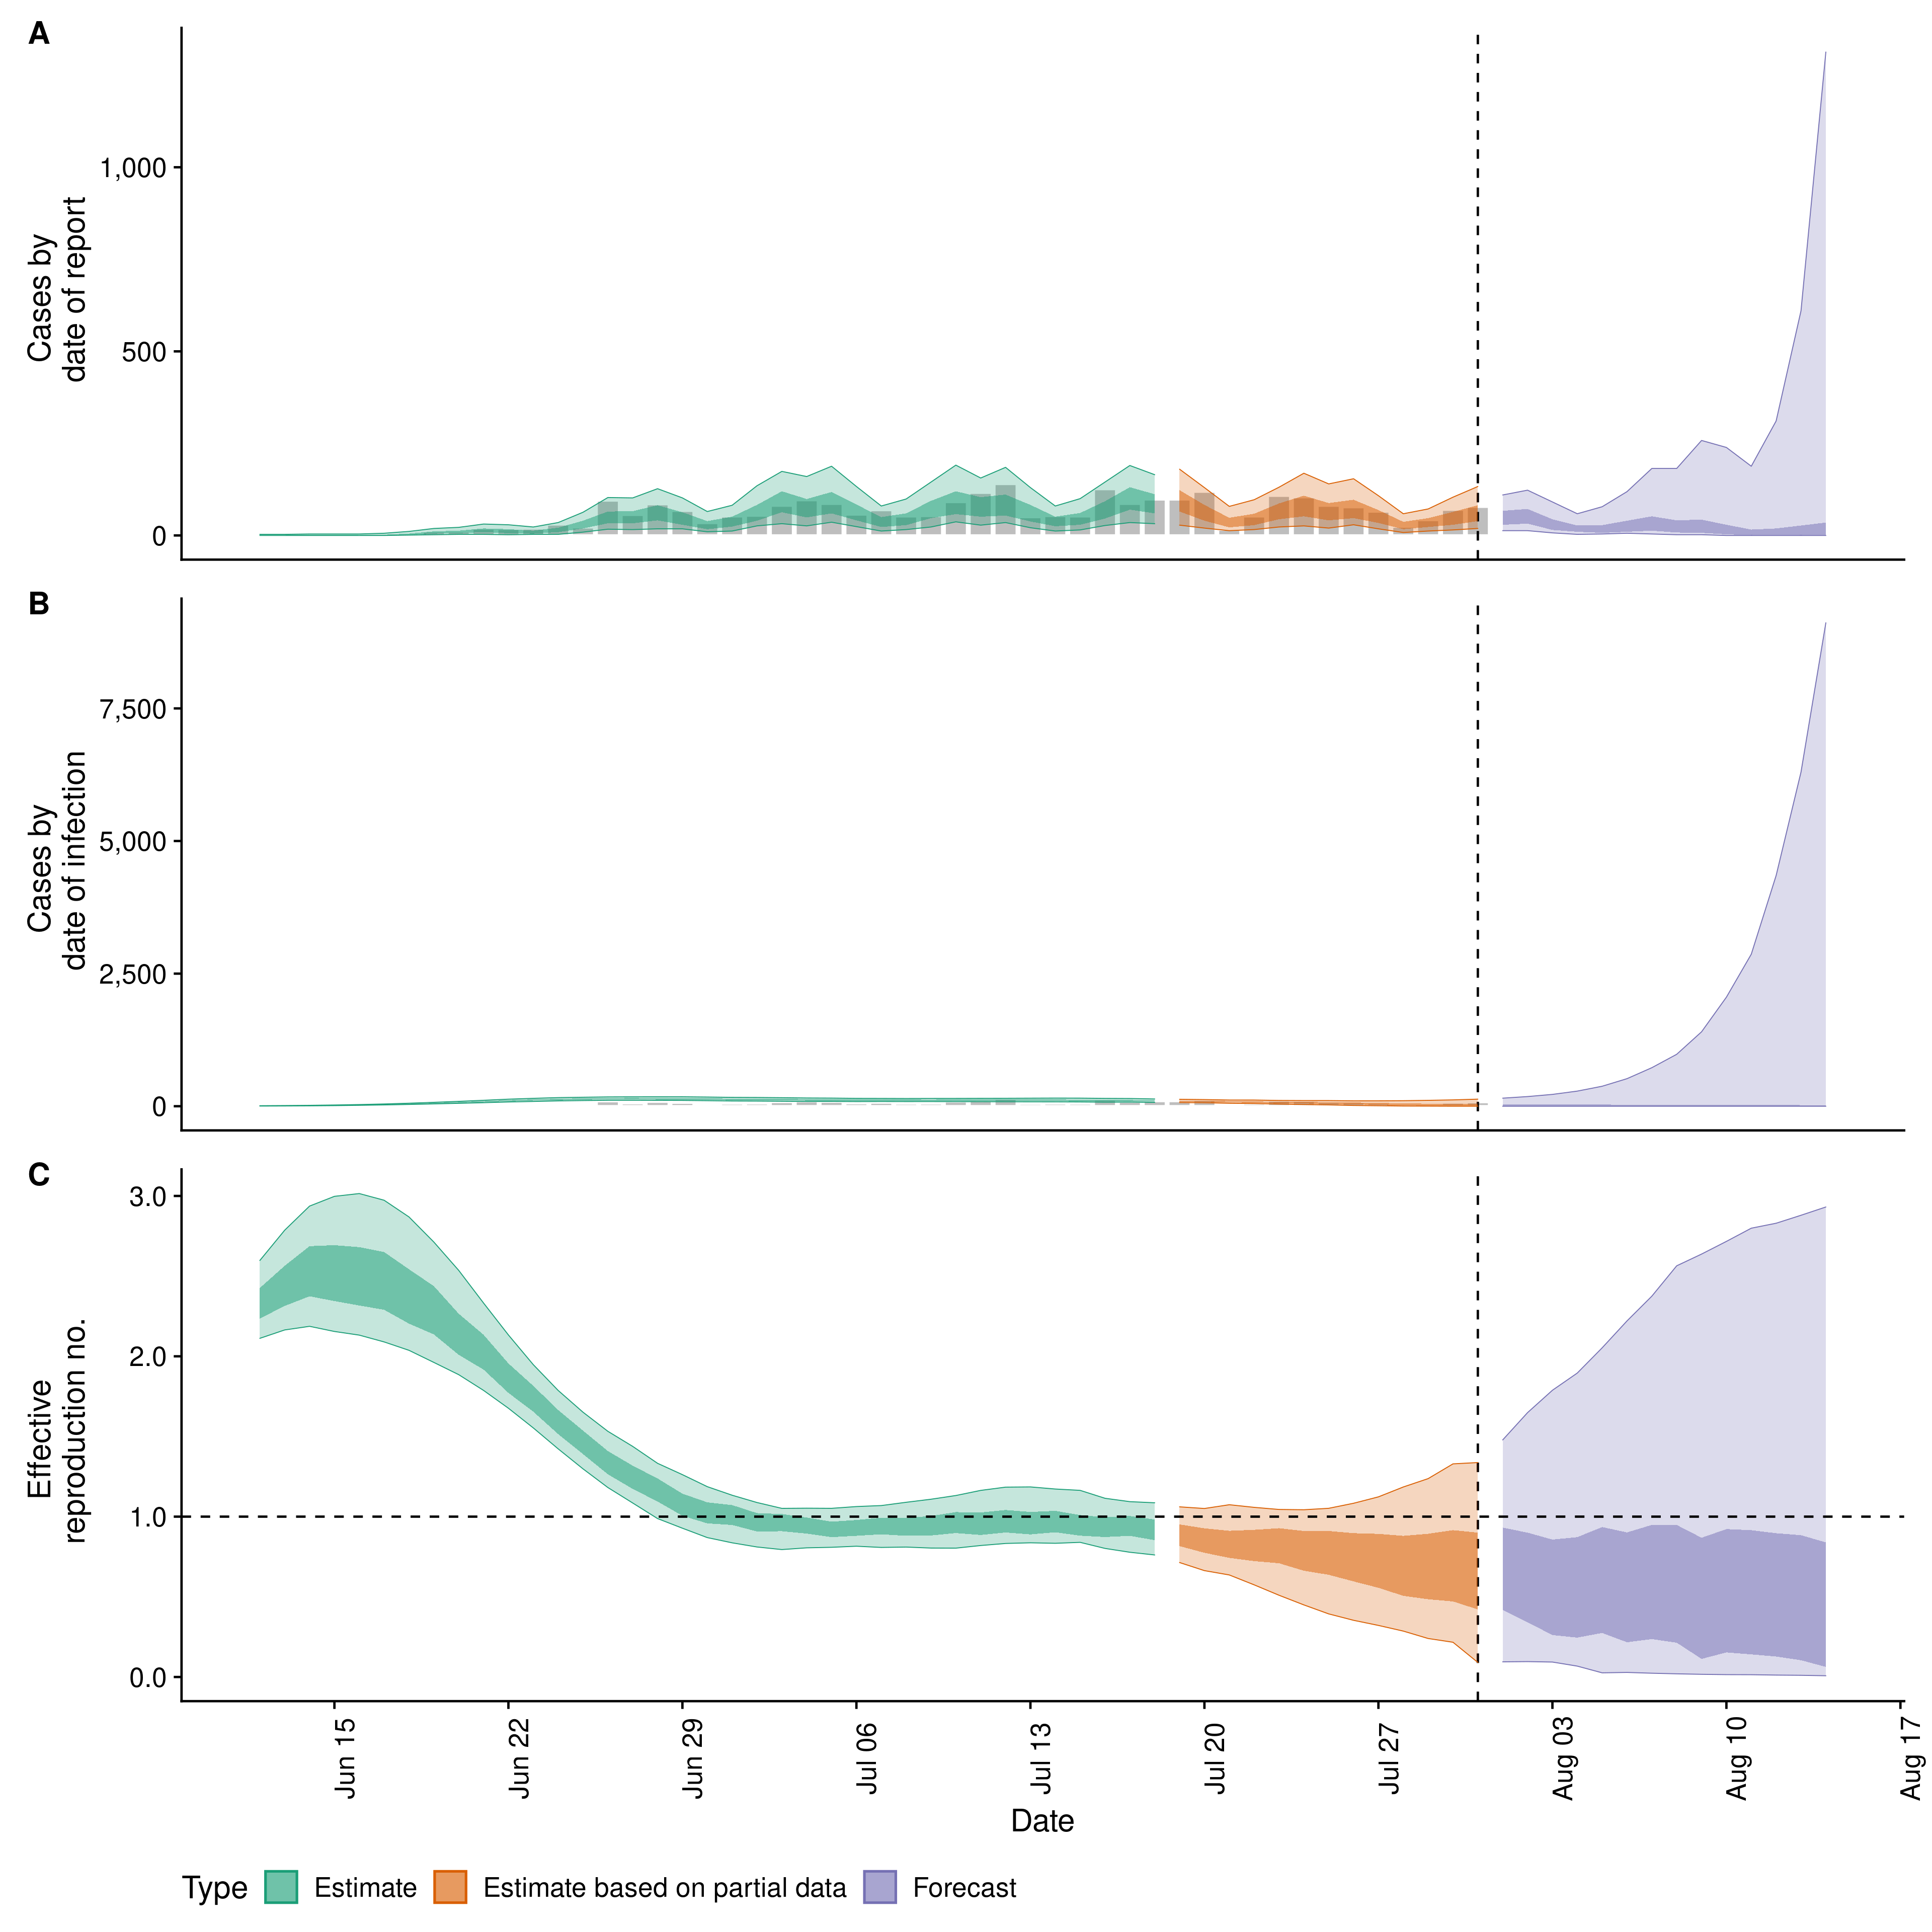 A
Cases by
date of report
1,000
500
0
B
Cases by
date of infection
7,500
5,000
2,500
0
C
Effective
reproduction no.
3.0
2.0
1.0
0.0
Jun 15
Jun 22
Jun 29
Jul 06
Jul 13
Jul 20
Jul 27
Aug 03
Aug 10
Aug 17
Date
Type Estimate Estimate based on partial data Forecast